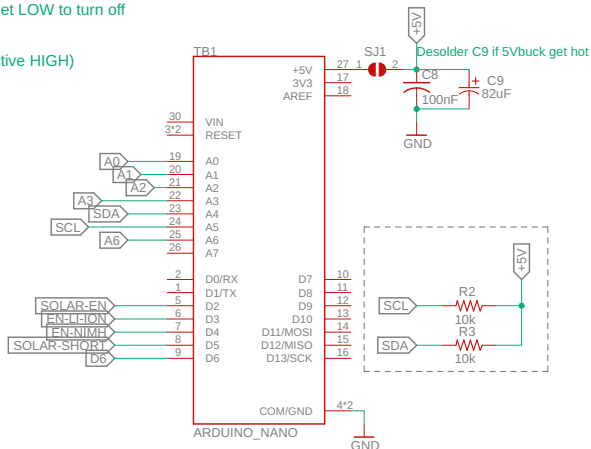 et LOW to turn off
tive HIGH)
+5V
Desolder C9 if 5Vbuck get hot
TB1
SJ1
1
2
C8
100nF
+
C9
82uF
GND
+5V
27
3V3
17
AREF
18
30
VIN
3*2
RESET
A0
19
A0
A1
20
A1
A2
21
A2
A3
22
A3
SDA
23
A4
SCL
24
A5
A6
25
A6
26
A7
2
D0/RX
1
D1/TX
SOLAR-EN
5
D2
EN-LI-ION
6
D3
EN-NIMH
7
D4
SOLAR-SHORT
8
D5
D6
9
D6
D7
10
D8
11
D9
12
D10
13
D11/MOSI
14
D12/MISO
15
D13/SCK
16
COM/GND
4*2
GND
ARDUINO_NANO
+5V
SCL
R2
10k
SDA
R3
10k